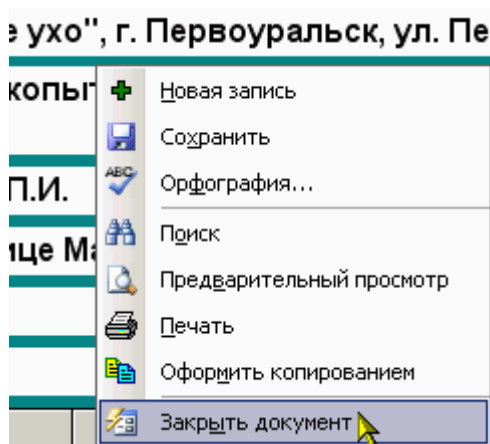 е ухо", г. Первоуральск, ул. Пе
копыт
Новая запись
Сохранить
ABC
Орфография...
П.И.
Поиск
ице Ма
Предварительный просмотр
Печать
Оформить копированием
Закрыть документ